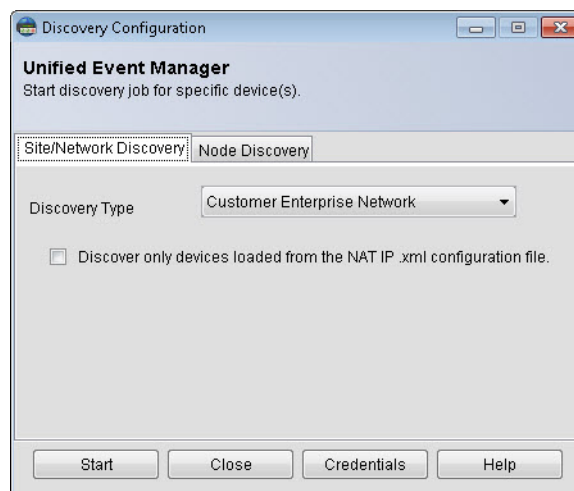 Discovery Configuration
Unified Event Manager
Start discovery job for specific device(s).
Site/Network Discovery Node Discovery
Discovery Type Customer Enterprise Network
Discover only devices loaded from the NAT IP .xml configuration file.
Start Close Credentials Help